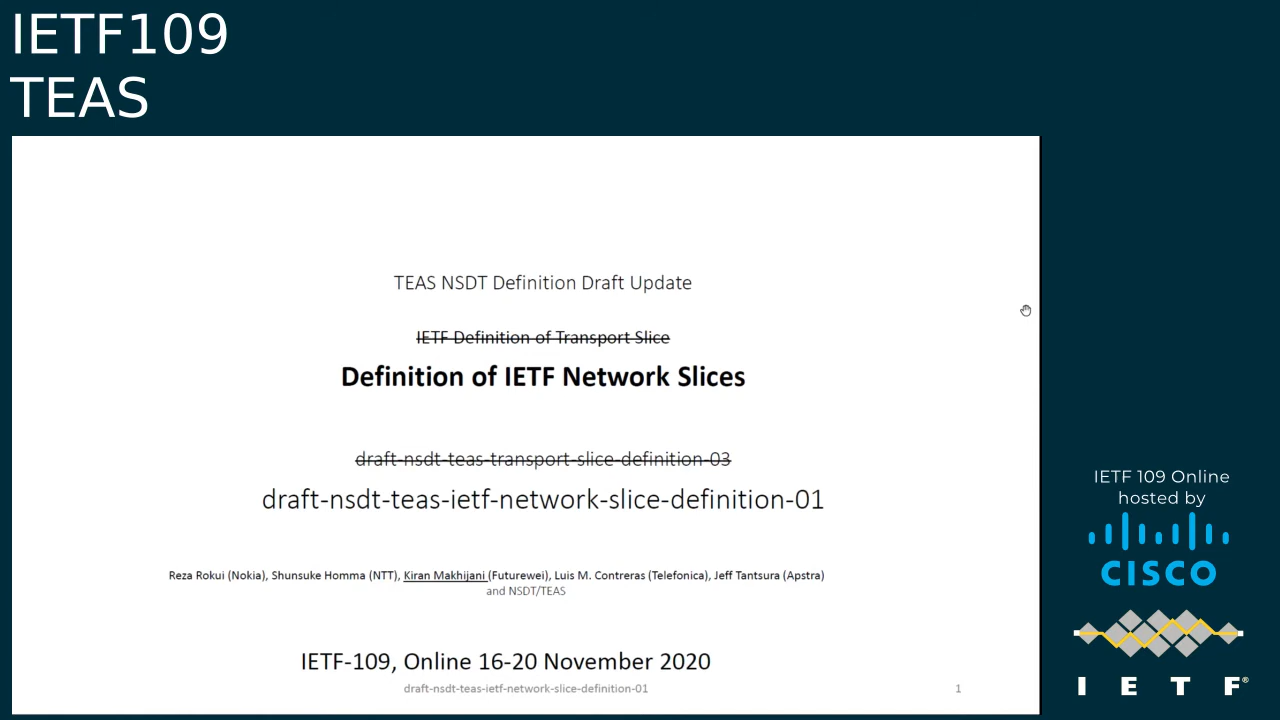 IETF109
TEAS
TEAS NSDT Definition Draft Update
IETF Definition of Transport Slice
Definition of IETF Network Slices
draft-nsdt-teas-transport-slice-definition-03
draft-nsdt-teas-ietf-network-slice-definition-01
Reza Rokui (Nokia), Shunsuke Homma (NTT), Kiran Makhijani (Futurewei), Luis M. Contreras (Telefonica), Jeff Tantsura (Apstra)
and NSDT/TEAS
IETF-109, Online 16-20 November 2020
draft-nsdt-teas-ietf-network-slice-definition-01
1
IETF 109 Online
hosted by
CISCO
I E T F®